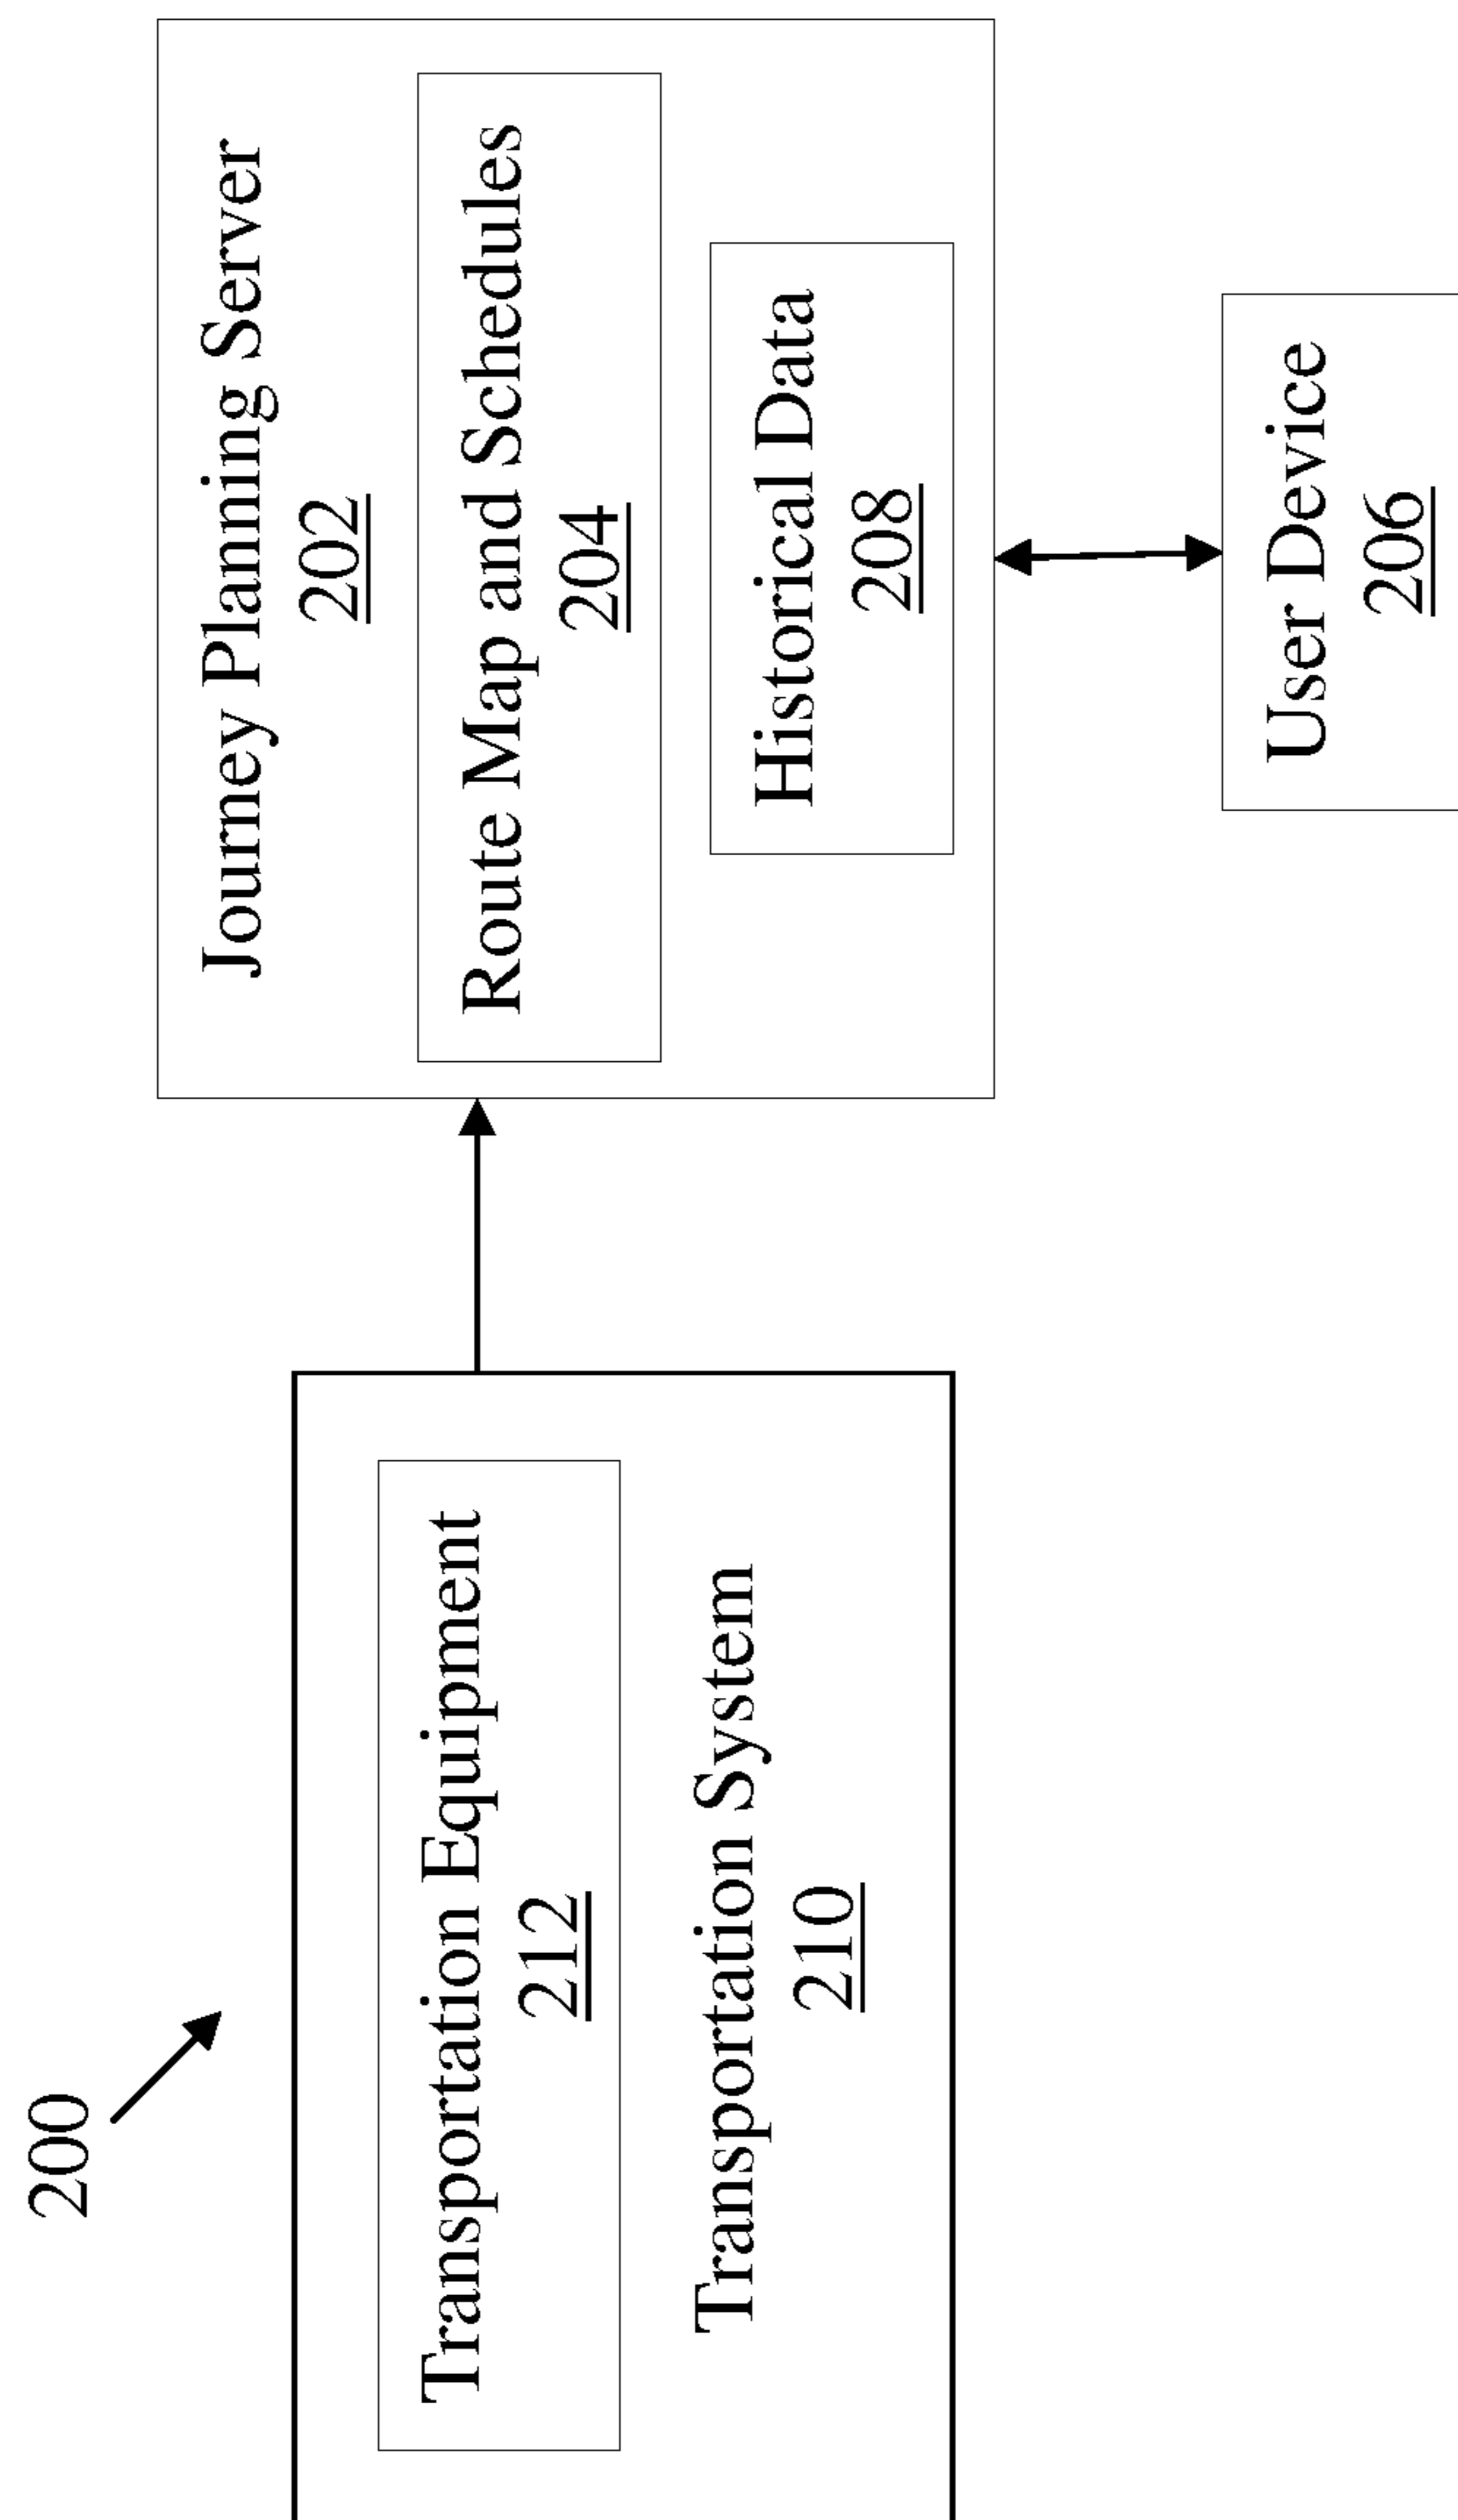 200
Transportation Equipment
212
Transportation System
210
Journey Planning Server
202
Route Map and Schedules
204
Historical Data
208
User Device
206